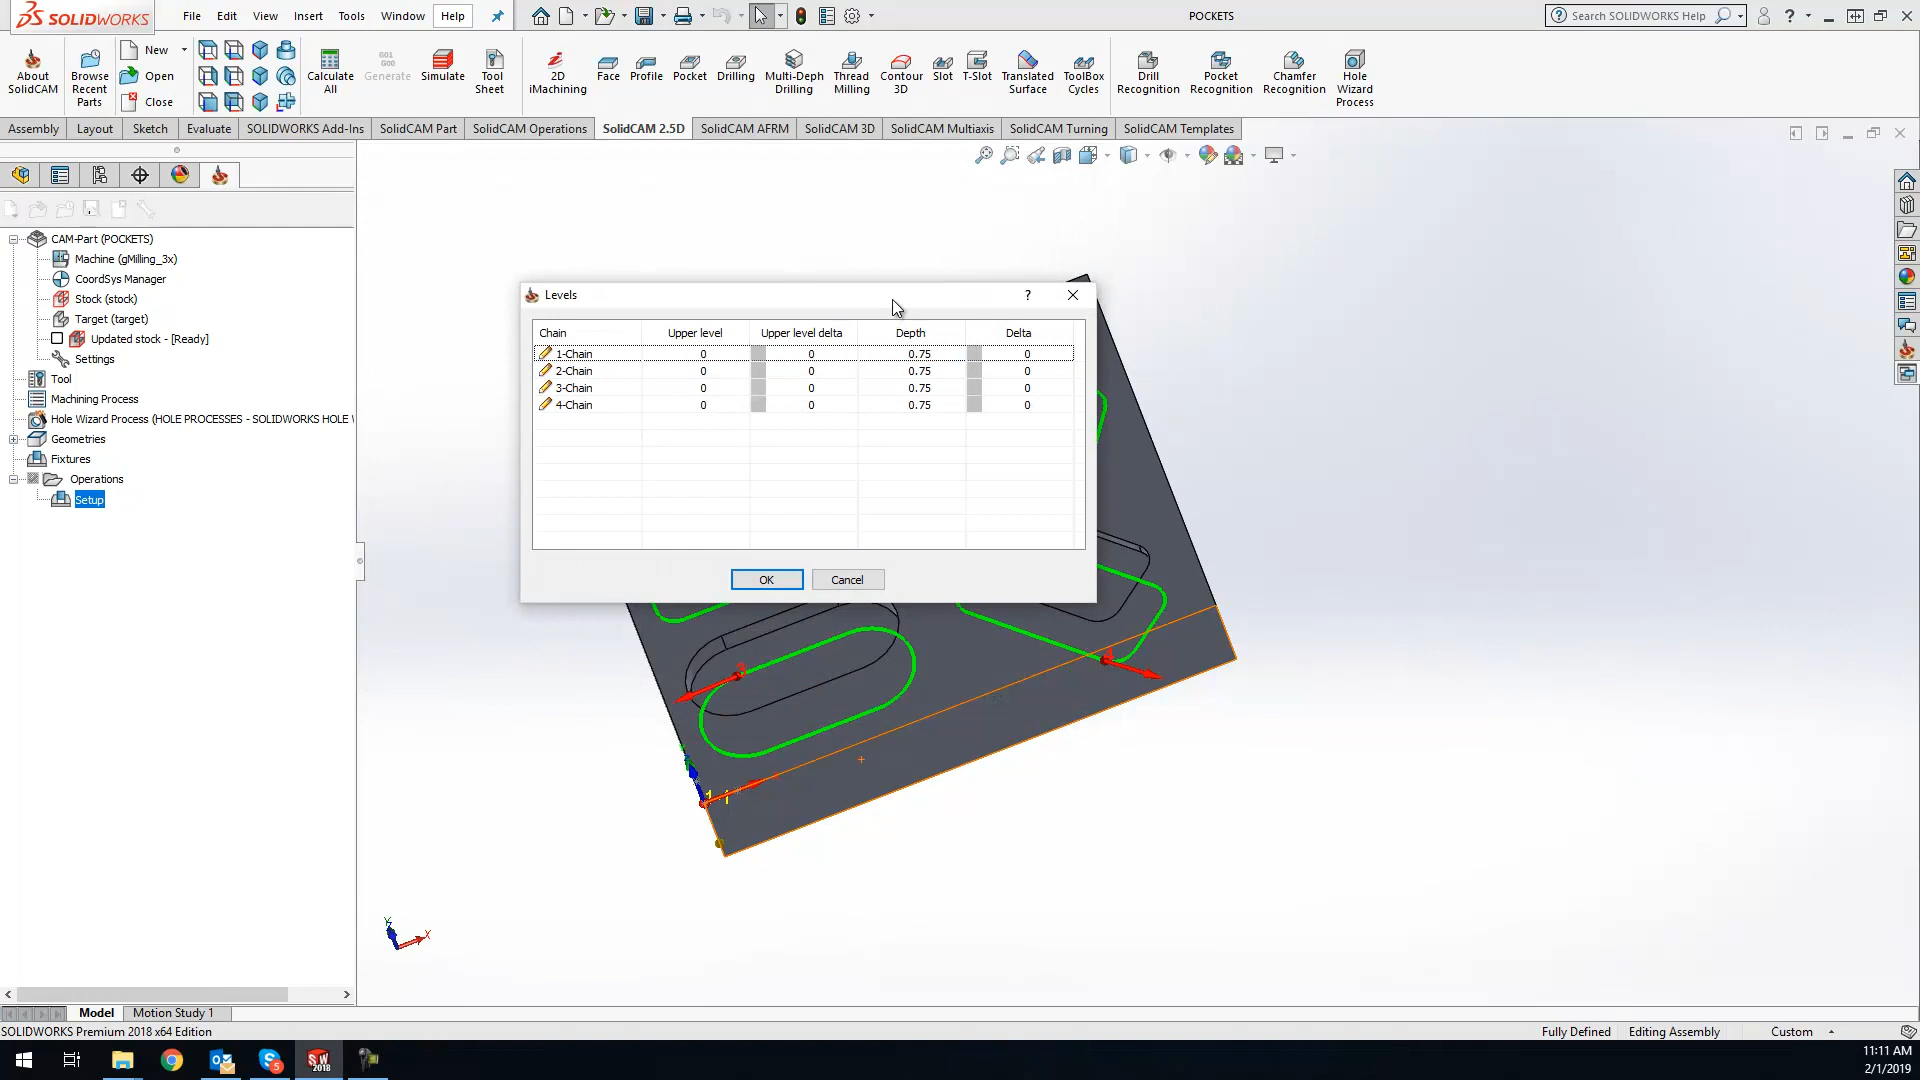 SOLIDWORKS
File Edit View Insert Tools Window Help
POCKETS
Search SOLIDWORKS Help
About SolidCAM
Browse Recent Parts
New
Open
Close
Calculate All
G01 G00
Generate
Simulate
Tool Sheet
2D iMachining
Face
Profile
Pocket
Drilling
Multi-Deph Drilling
Thread Milling
Contour 3D
Slot
T-Slot
Translated Surface
ToolBox Cycles
Drill Recognition
Pocket Recognition
Chamfer Recognition
Hole Wizard Process
Assembly Layout Sketch Evaluate SOLIDWORKS Add-Ins SolidCAM Part SolidCAM Operations SolidCAM 2.5D SolidCAM AFRM SolidCAM 3D SolidCAM Multiaxis SolidCAM Turning SolidCAM Templates
CAM-Part (POCKETS)
Machine (gMilling_3x)
CoordSys Manager
Stock (stock)
Target (target)
Updated stock - [Ready]
Settings
Tool
Machining Process
Hole Wizard Process (HOLE PROCESSES - SOLIDWORKS HOLE
Geometries
Fixtures
Operations
Setup
Levels ?
Chain Upper level Upper level delta Depth Delta
1-Chain 0 0 0.75 0
2-Chain 0 0 0.75 0
3-Chain 0 0 0.75 0
4-Chain 0 0 0.75 0
OK Cancel
3
4
1 1
Y
X
Model Motion Study 1
SOLIDWORKS Premium 2018 x64 Edition
Fully Defined Editing Assembly Custom
11:11 AM
2/1/2019